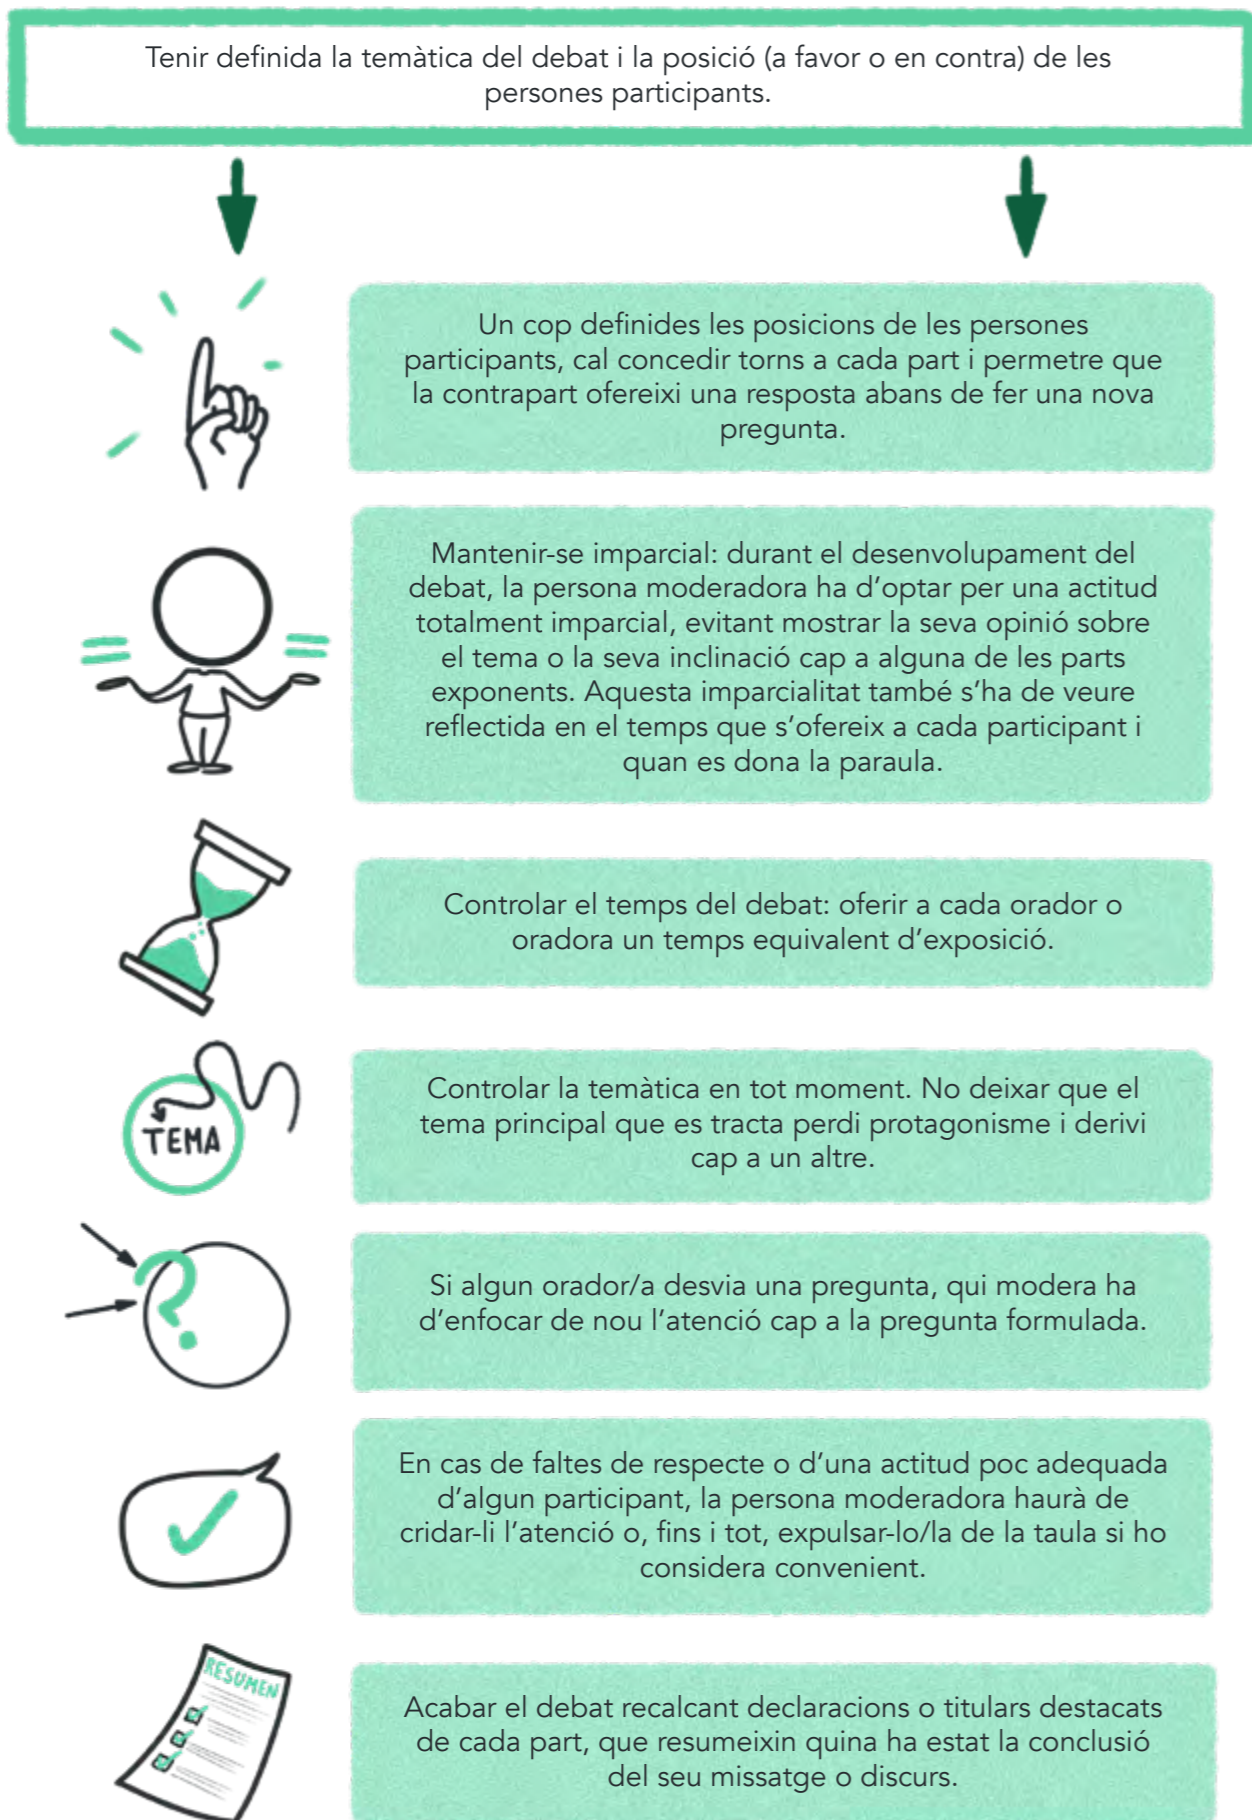 Tenir definida la temàtica del debat i la posició (a favor o en contra) de les
persones participants.
Un cop definides les posicions de les persones
participants, cal concedir torns a cada part i permetre que
la contrapart ofereixi una resposta abans de fer una nova
pregunta.
Mantenir-se imparcial: durant el desenvolupament del
debat, la persona moderadora ha d’optar per una actitud
totalment imparcial, evitant mostrar la seva opinió sobre
el tema o la seva inclinació cap a alguna de les parts
exponents. Aquesta imparcialitat també s’ha de veure
reflectida en el temps que s’ofereix a cada participant i
quan es dona la paraula.
Controlar el temps del debat: oferir a cada orador o
oradora un temps equivalent d’exposició.
TEMA
Controlar la temàtica en tot moment. No deixar que el
tema principal que es tracta perdi protagonisme i derivi
cap a un altre.
?
Si algun orador/a desvia una pregunta, qui modera ha
d’enfocar de nou l’atenció cap a la pregunta formulada.
En cas de faltes de respecte o d’una actitud poc adequada
d’algun participant, la persona moderadora haurà de
cridar-li l’atenció o, fins i tot, expulsar-lo/la de la taula si ho
considera convenient.
RESUMEN
Acabar el debat recalcant declaracions o titulars destacats
de cada part, que resumeixin quina ha estat la conclusió
del seu missatge o discurs.